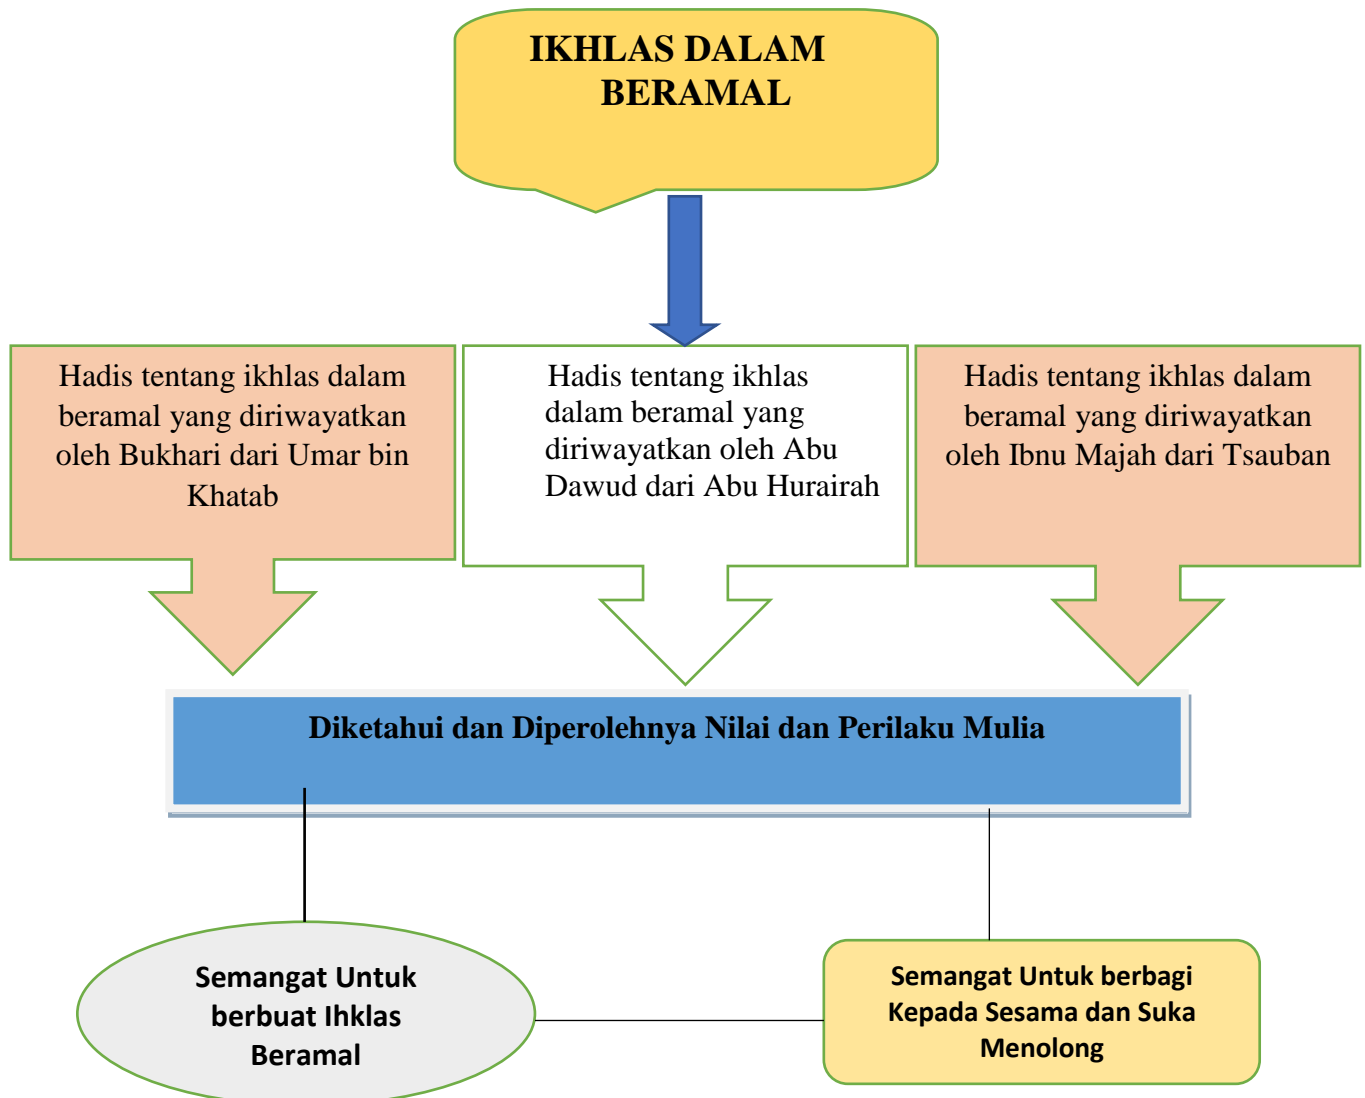 IKHLAS DALAM
BERAMAL
Hadis tentang ikhlas dalam
beramal yang diriwayatkan
oleh Bukhari dari Umar bin
Khatab
Hadis tentang ikhlas
dalam beramal yang
diriwayatkan oleh Abu
Dawud dari Abu Hurairah
Hadis tentang ikhlas dalam
beramal yang diriwayatkan
oleh Ibnu Majah dari Tsauban
Diketahui dan Diperolehnya Nilai dan Perilaku Mulia
Semangat Untuk
berbuat Ihklas
Beramal
Semangat Untuk berbagi
Kepada Sesama dan Suka
Menolong